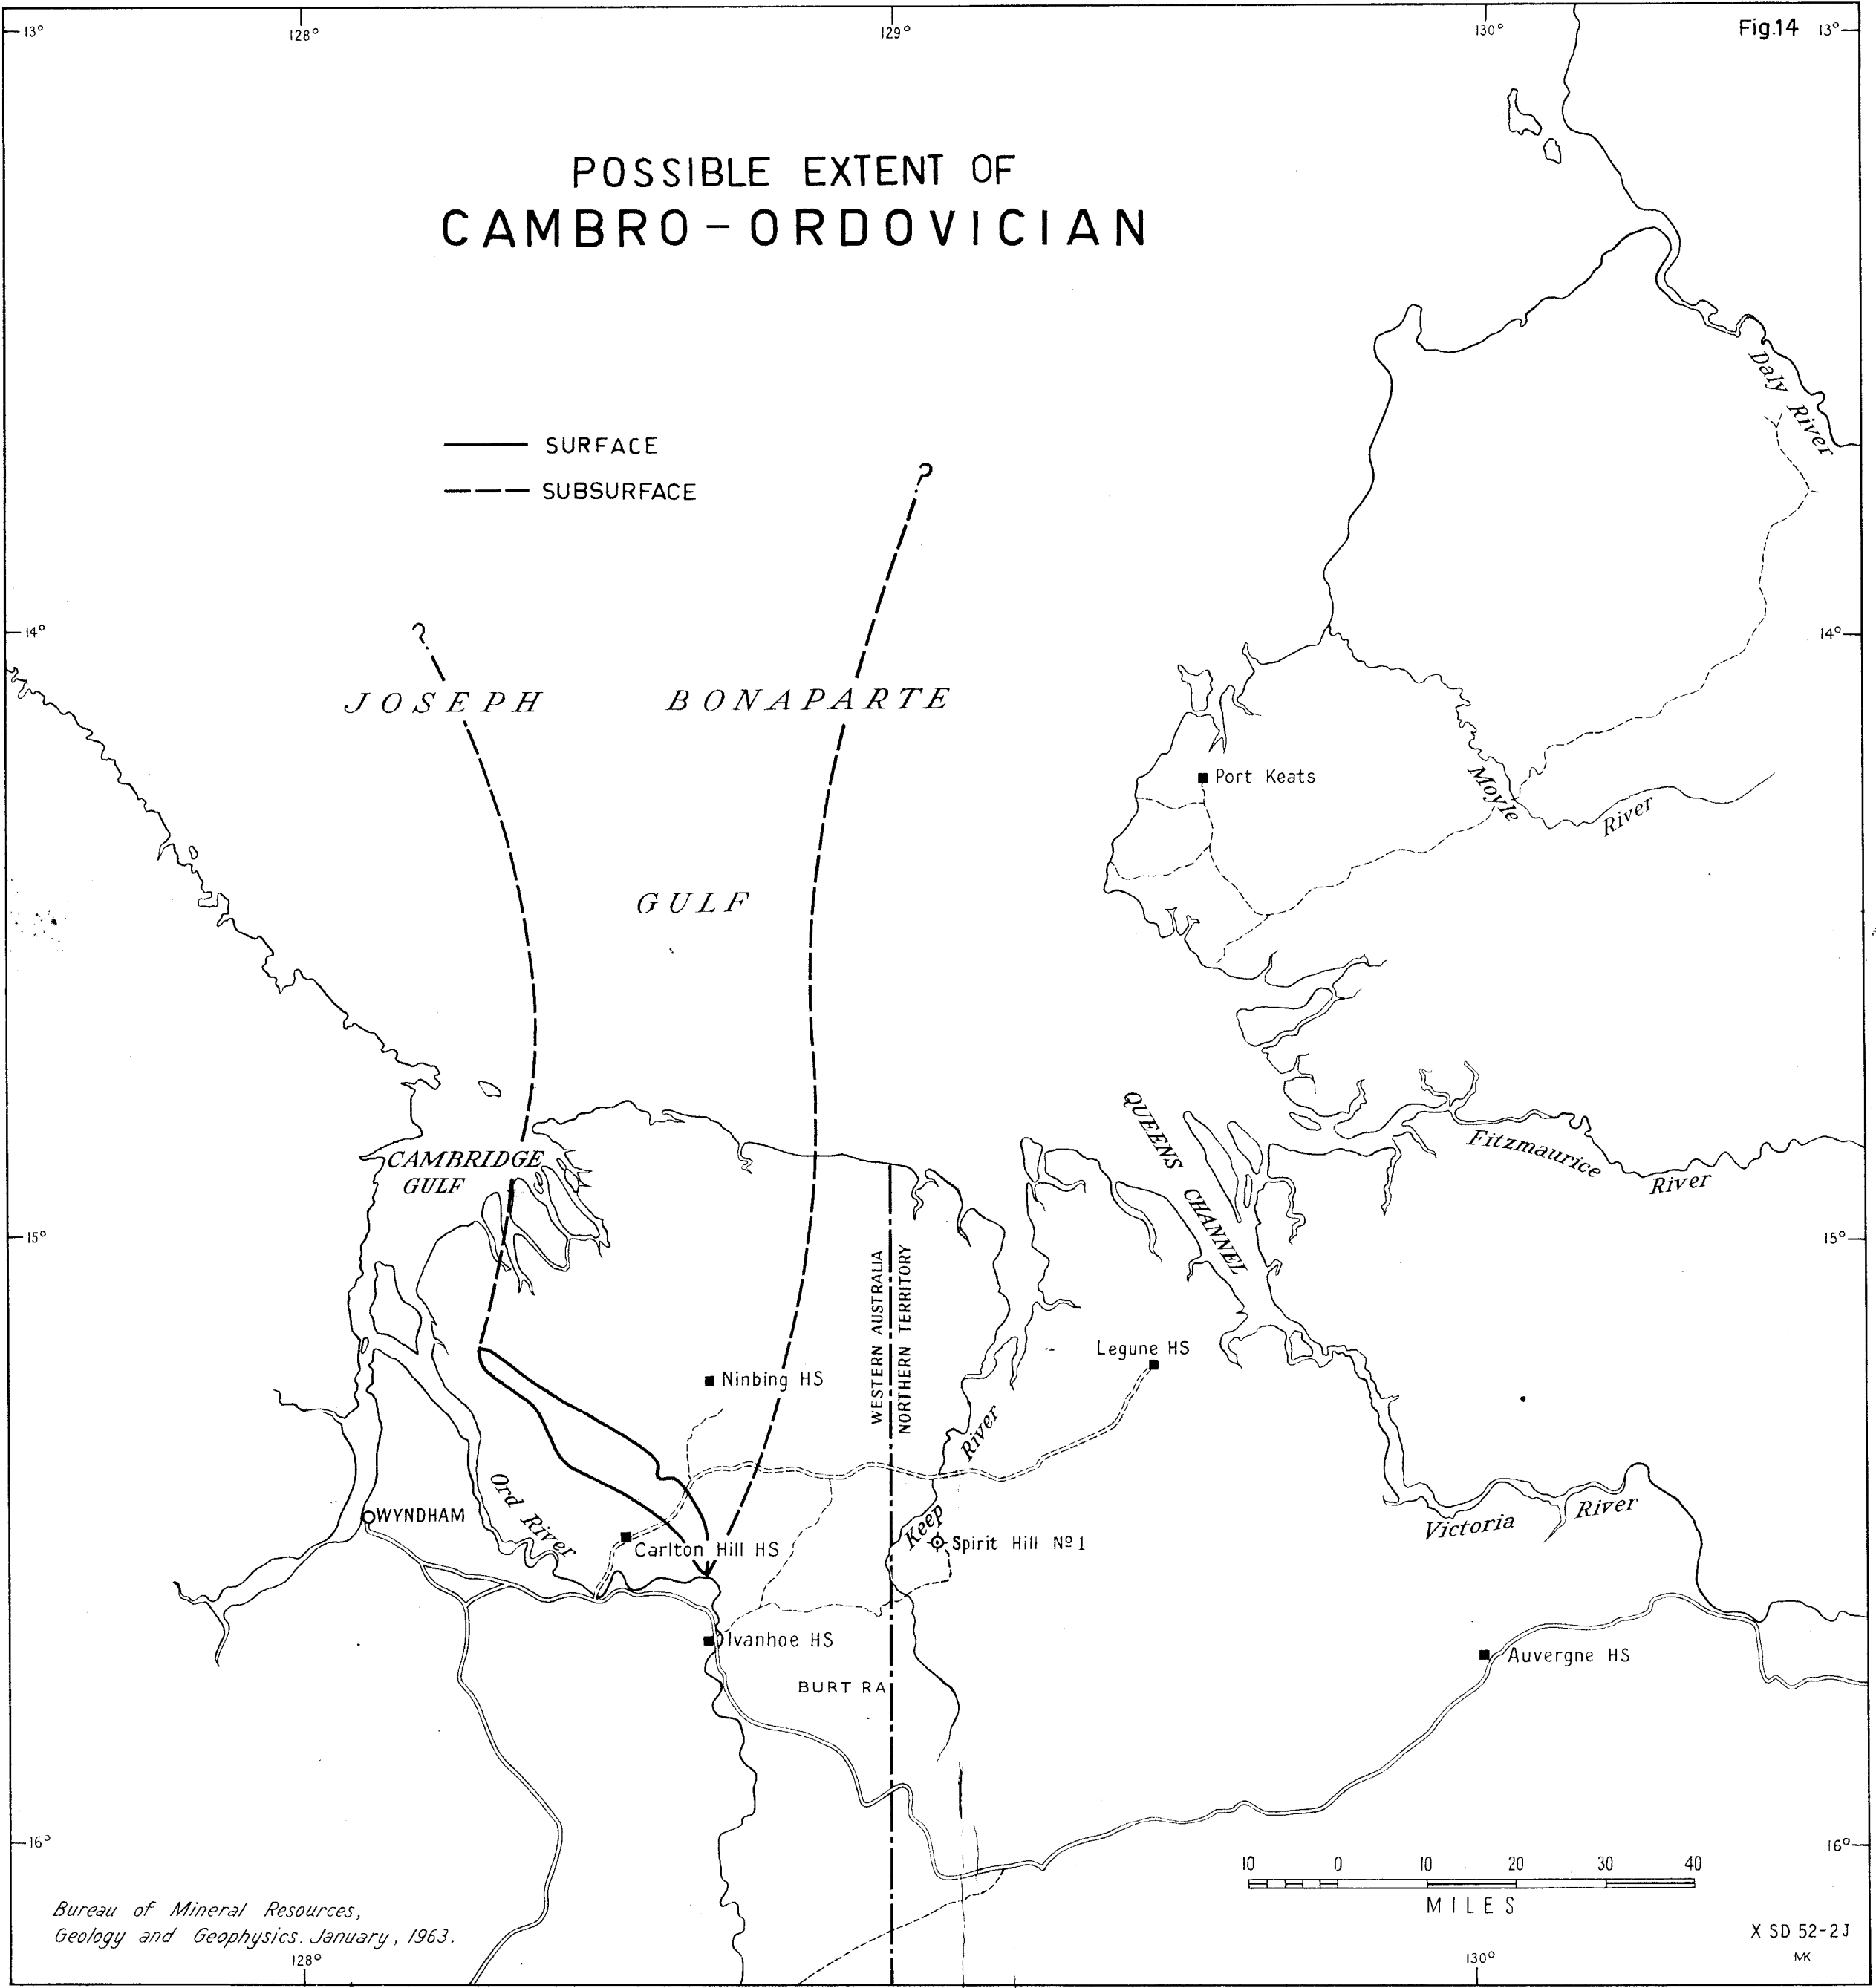 Fig.14
13°
128°
129°
130°
13°
POSSIBLE EXTENT OF
CAMBRO-ORDOVICIAN
Daly River
SURFACE
SUBSURFACE
?
?
14°
14°
JOSEPH BONAPARTE
GULF
Port Keats
Moyle River
QUEENS CHANNEL
Fitzmaurice River
CAMBRIDGE
GULF
15°
15°
WESTERN AUSTRALIA
NORTHERN TERRITORY
Legune HS
Ninbing HS
Keep River
Ord River
WYNDHAM
Carlton Hill HS
Spirit Hill Nº1
Victoria River
Ivanhoe HS
Auvergne HS
BURT RA
16°
16°
10 0 10 20 30 40
MILES
Bureau of Mineral Resources,
Geology and Geophysics. January, 1963.
X SD 52-2J
MK
128°
130°